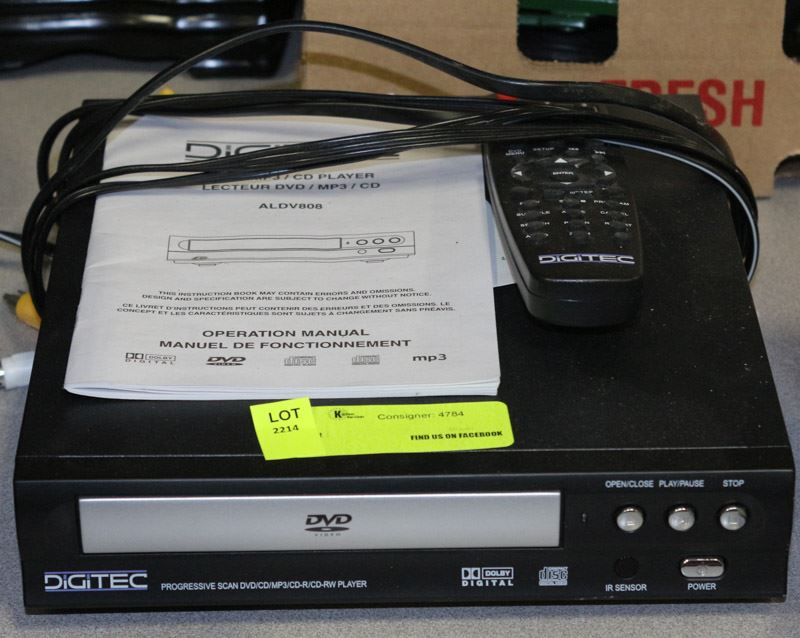 FRESH
DiGiTEC
/ CD PLAYER
LECTEUR DVD / MP3 / CD
ALDV808
THIS INSTRUCTION BOOK MAY CONTAIN ERRORS AND OMISSIONS.
DESIGN AND SPECIFICATION ARE SUBJECT TO CHANGE WITHOUT NOTICE.
CE LIVRET D'INSTRUCTIONS PEUT CONTENIR DES ERREURS ET DES OMISSIONS. LE
CONCEPT ET LES CARACTÉRISTIQUES SONT SUJETS À CHANGEMENT SANS PRÉAVIS.
OPERATION MANUAL
MANUEL DE FONCTIONNEMENT
DOLBY
DIGITAL
DVD
VIDEO
mp3
MENU
SETUP
ENTER
DiGiTEC
LOT
2214
Consigner: 4784
FIND US ON FACEBOOK
OPEN/CLOSE PLAY/PAUSE STOP
DVD
VIDEO
DiGiTEC
PROGRESSIVE SCAN DVD/CD/MP3/CD-R/CD-RW PLAYER
DOLBY
DIGITAL
disc
IR SENSOR
POWER